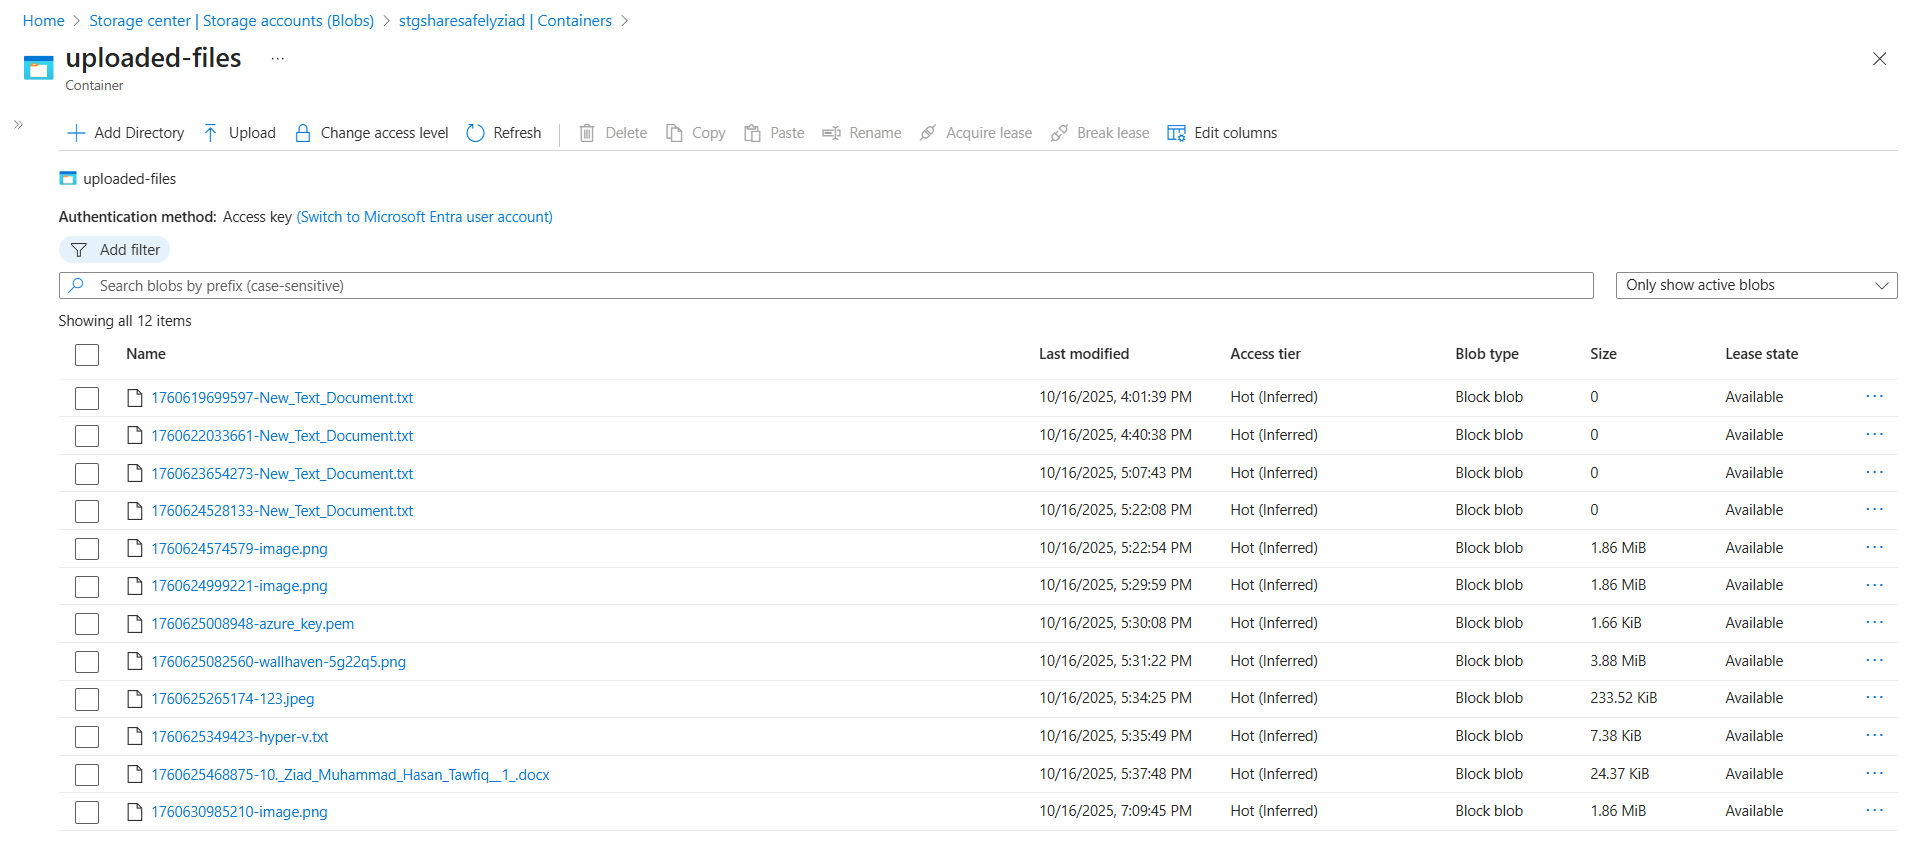 Home > Storage center | Storage accounts (Blobs) > stgsharesafelyziad | Containers >
uploaded-files ...
Container
Add Directory Upload Change access level Refresh Delete Copy Paste Rename Acquire lease Break lease Edit columns
uploaded-files
Authentication method: Access key (Switch to Microsoft Entra user account)
Add filter
Search blobs by prefix (case-sensitive) Only show active blobs
Showing all 12 items
Name Last modified Access tier Blob type Size Lease state
1760619699597-New_Text_Document.txt 10/16/2025, 4:01:39 PM Hot (Inferred) Block blob 0 Available ...
1760622033661-New_Text_Document.txt 10/16/2025, 4:40:38 PM Hot (Inferred) Block blob 0 Available ...
1760623654273-New_Text_Document.txt 10/16/2025, 5:07:43 PM Hot (Inferred) Block blob 0 Available ...
1760624528133-New_Text_Document.txt 10/16/2025, 5:22:08 PM Hot (Inferred) Block blob 0 Available ...
1760624574579-image.png 10/16/2025, 5:22:54 PM Hot (Inferred) Block blob 1.86 MiB Available ...
1760624999221-image.png 10/16/2025, 5:29:59 PM Hot (Inferred) Block blob 1.86 MiB Available ...
1760625008948-azure_key.pem 10/16/2025, 5:30:08 PM Hot (Inferred) Block blob 1.66 KiB Available ...
1760625082560-wallhaven-5g22q5.png 10/16/2025, 5:31:22 PM Hot (Inferred) Block blob 3.88 MiB Available ...
1760625265174-123.jpeg 10/16/2025, 5:34:25 PM Hot (Inferred) Block blob 233.52 KiB Available ...
1760625349423-hyper-v.txt 10/16/2025, 5:35:49 PM Hot (Inferred) Block blob 7.38 KiB Available ...
1760625468875-10._Ziad_Muhammad_Hasan_Tawfiq__1_.docx 10/16/2025, 5:37:48 PM Hot (Inferred) Block blob 24.37 KiB Available ...
1760630985210-image.png 10/16/2025, 7:09:45 PM Hot (Inferred) Block blob 1.86 MiB Available ...